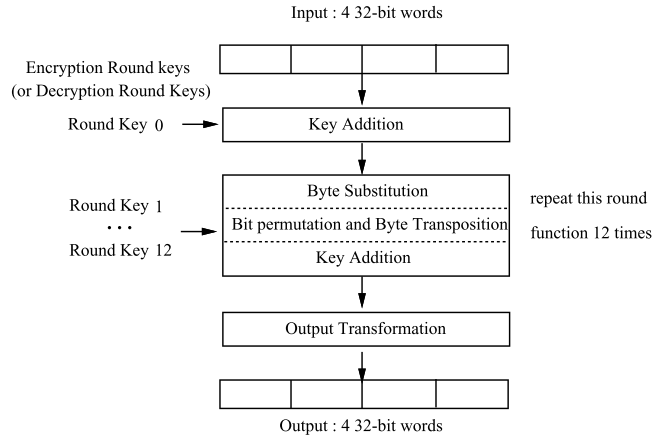 Input : 4 32-bit words
Encryption Round keys
(or Decryption Round Keys)
Round Key 0
Key Addition
Byte Substitution
Bit permutation and Byte Transposition
Key Addition
Round Key 1
...
Round Key 12
repeat this round
function 12 times
Output Transformation
Output : 4 32-bit words